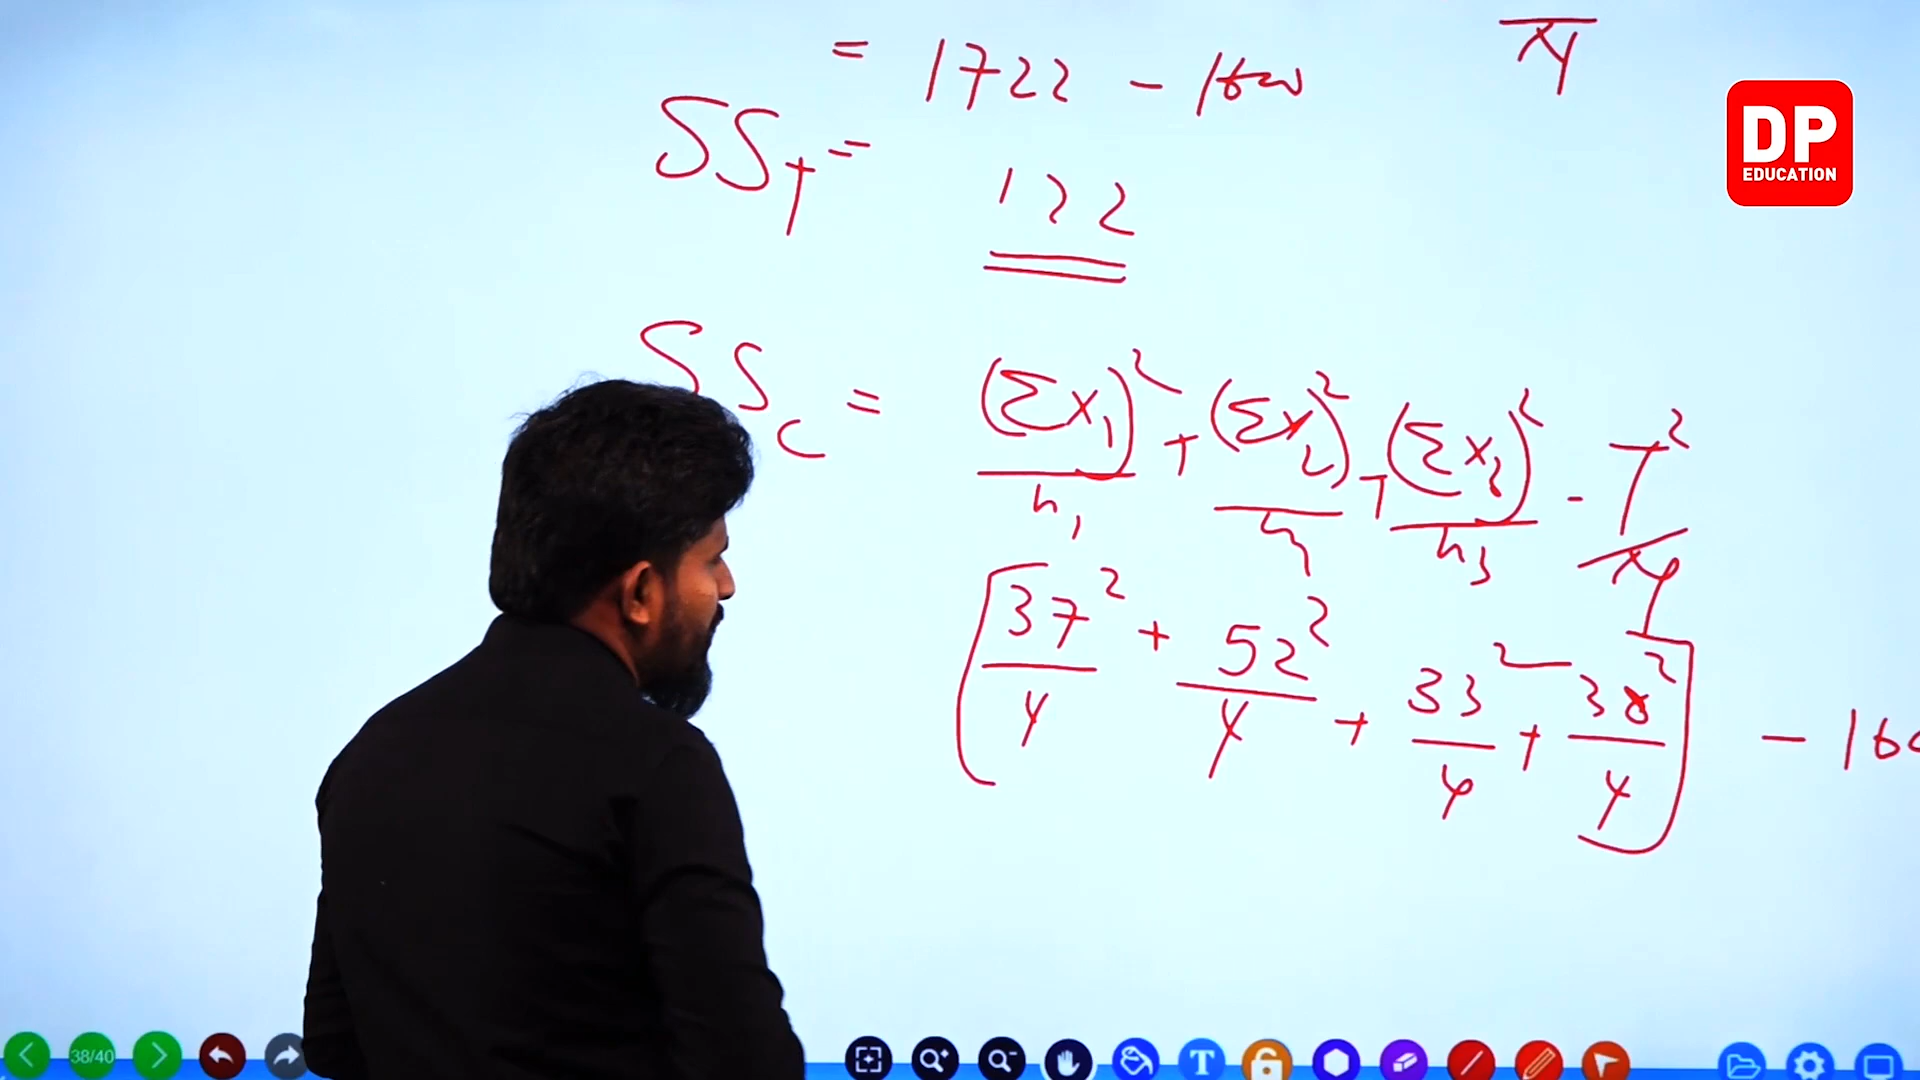 = 1722 - 1600
SS_T =
122
DP
EDUCATION
SS_C = (Σx₁)²/n₁ + (Σx₂)²/n₂ + (Σx₃)²/n₃ - T²/N
[37²/4 + 52²/4 + 33²/4 + 38²/4] - 160
38/40
T